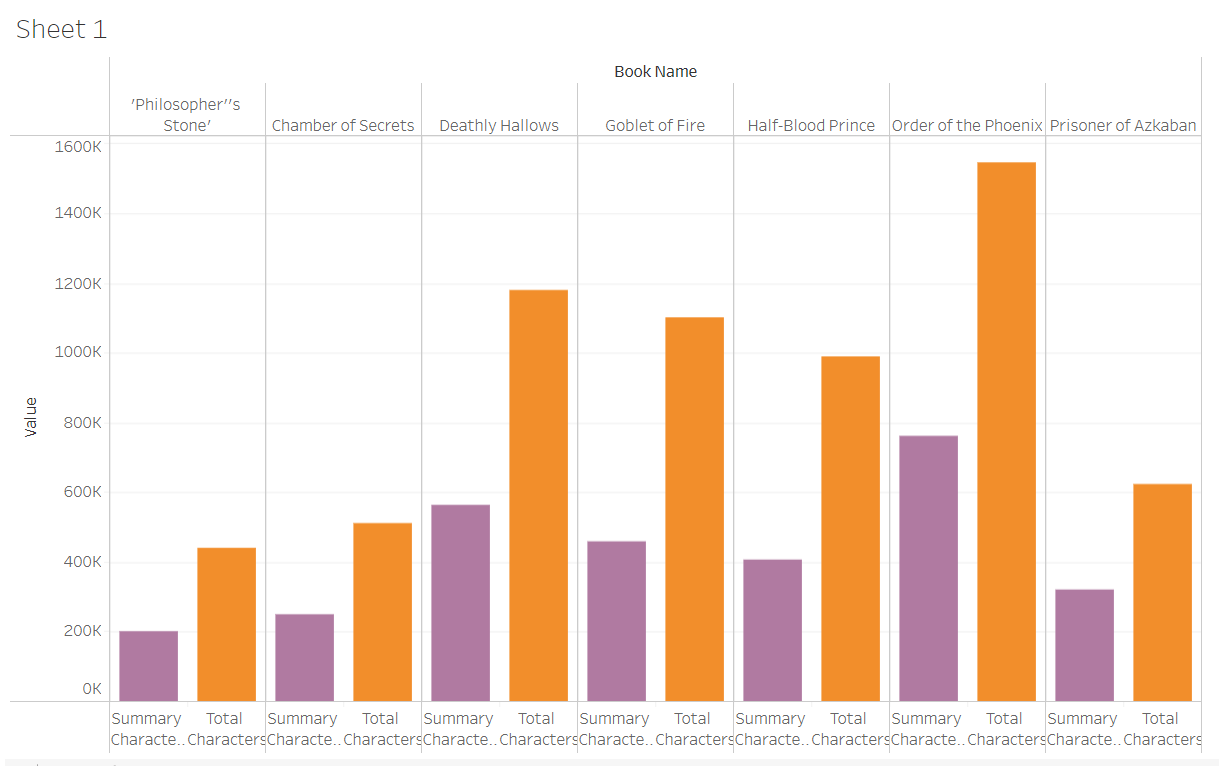 Sheet 1
Book Name
'Philosopher''s
Stone'
Chamber of Secrets
Deathly Hallows
Goblet of Fire
Half-Blood Prince
Order of the Phoenix
Prisoner of Azkaban
1600K
1400K
1200K
1000K
800K
600K
400K
200K
0K
Value
Summary Total Summary Total Summary Total Summary Total Summary Total Summary Total Summary Total
Characte.. Characters Characte.. Characters Characte.. Characters Characte.. Characters Characte.. Characters Characte.. Characters Characte.. Characters